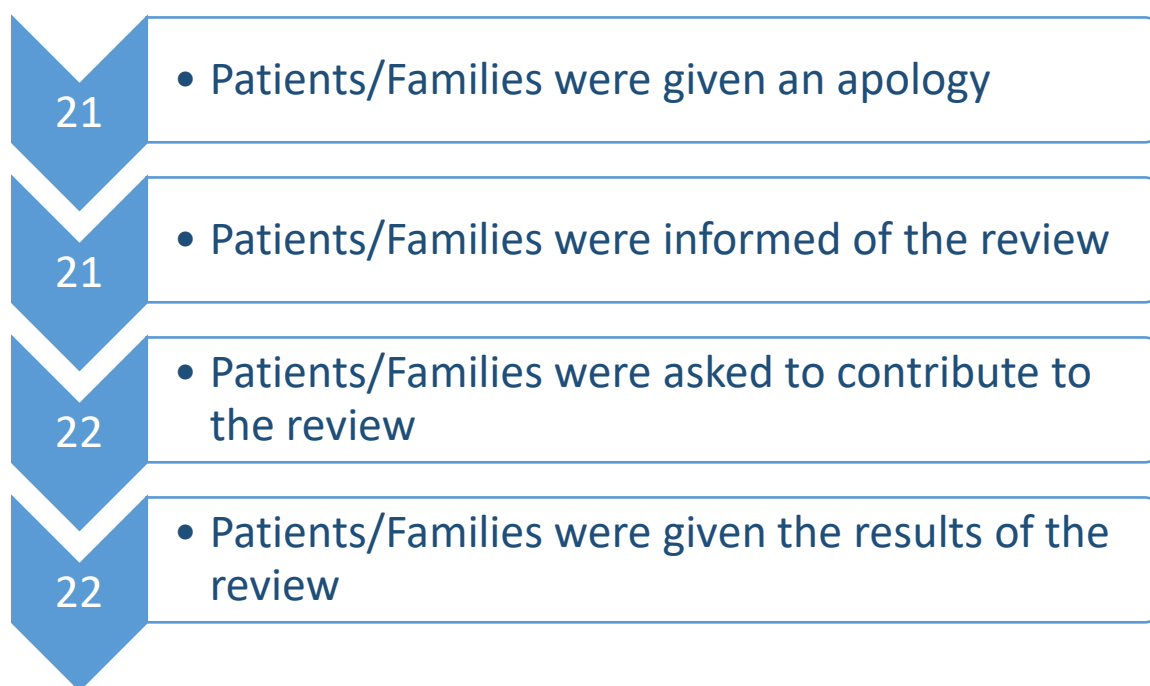 21
• Patients/Families were given an apology
21
• Patients/Families were informed of the review
22
• Patients/Families were asked to contribute to
the review
22
• Patients/Families were given the results of the
review